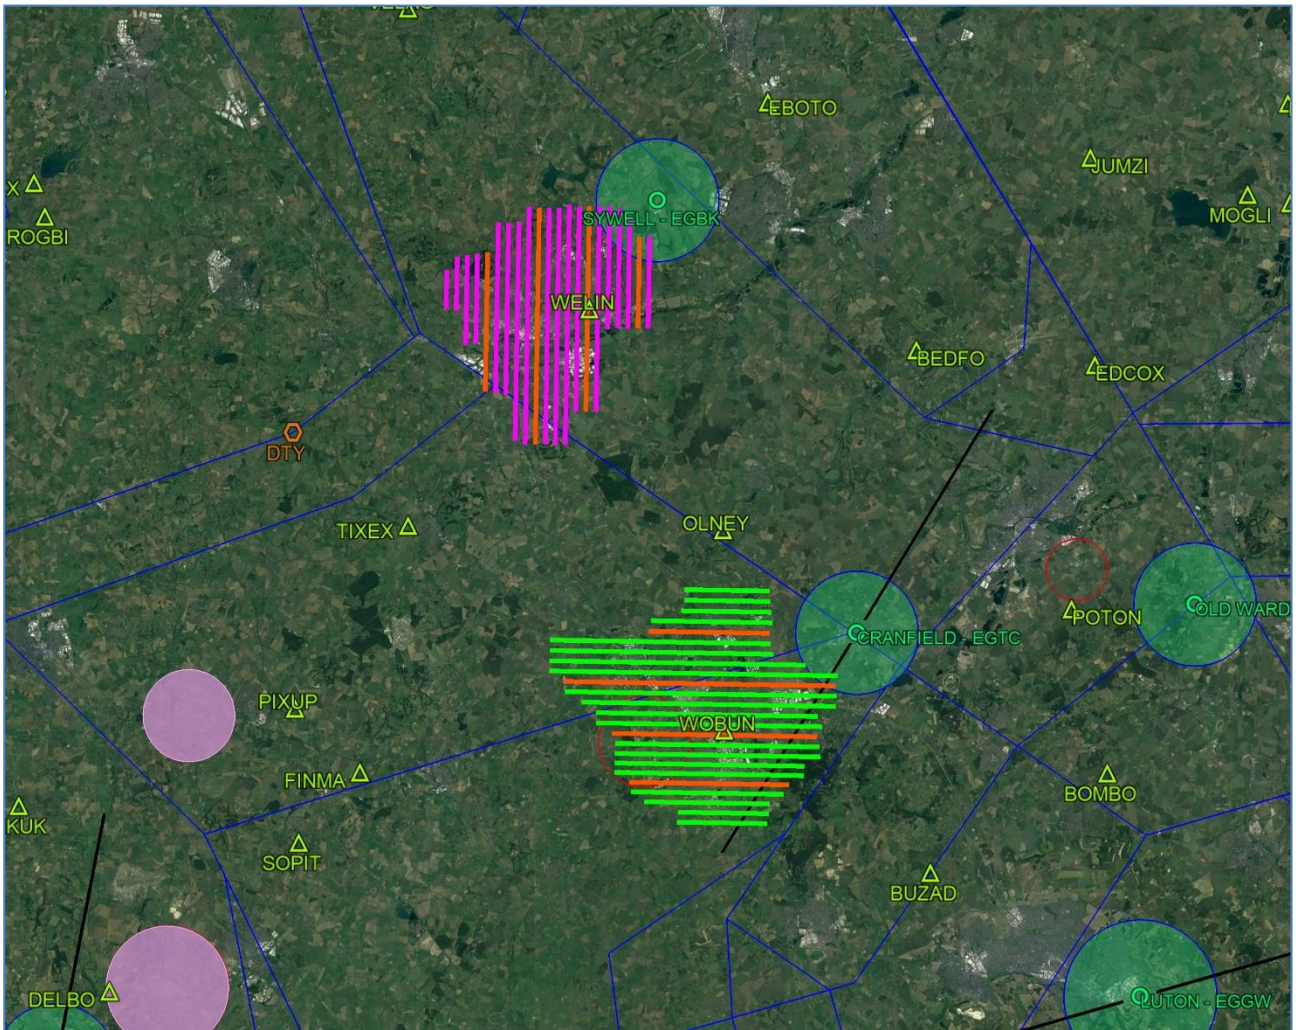 EBOTO
JUMZI
X
MOGLI
SYWELL - EGBK
ROGBI
WELIN
BEDFO
EDCOX
DTY
OLNEY
TIXEX
OLD WARD
POTON
CRANFIELD - EGTC
PIXUP
WOBUN
FINMA
BOMBO
KUK
SOPIT
BUZAD
DELBO
LUTON - EGGW